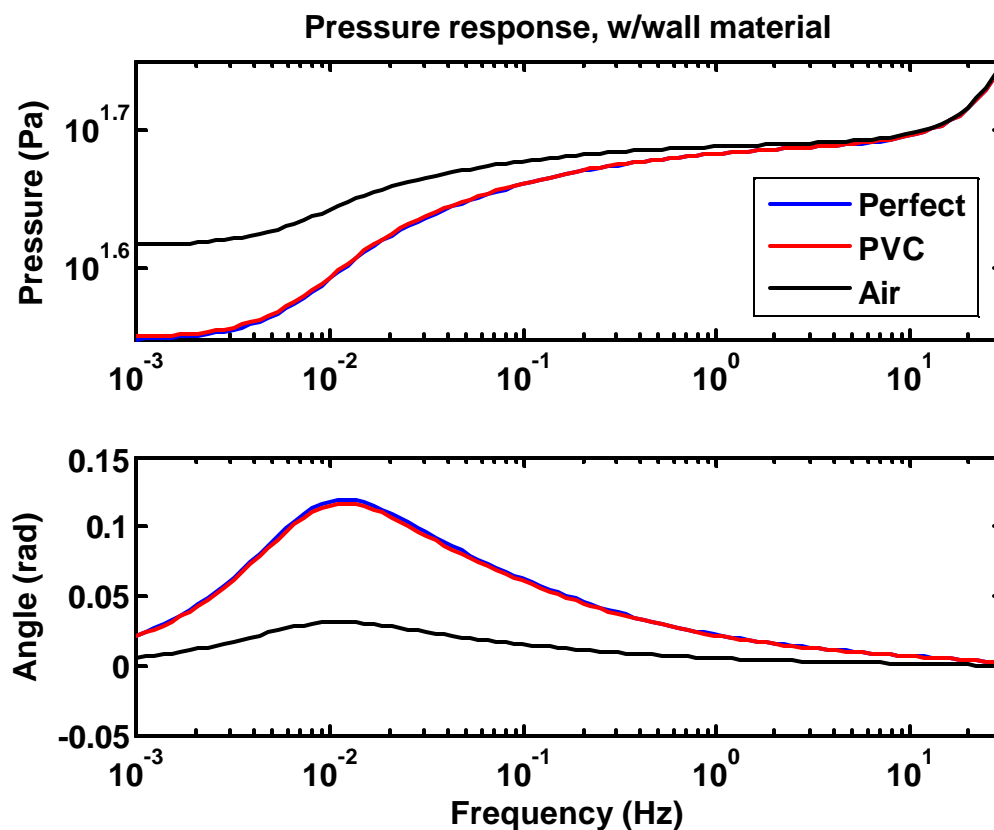 Pressure response, w/wall material
Pressure (Pa)
10^1.7
10^1.6
Perfect
PVC
Air
10^-3 10^-2 10^-1 10^0 10^1
Angle (rad)
0.15
0.1
0.05
0
-0.05
10^-3 10^-2 10^-1 10^0 10^1
Frequency (Hz)